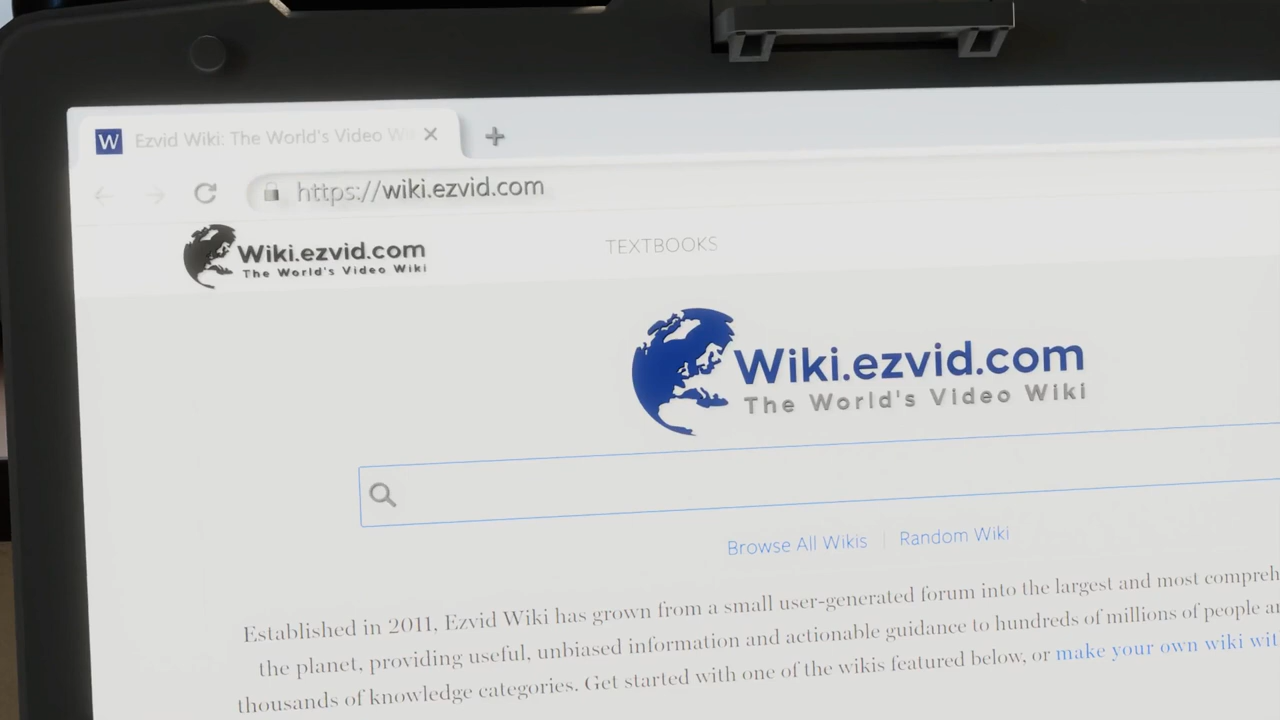 W Ezvid Wiki: The World's Video Wi
https://wiki.ezvid.com
Wiki.ezvid.com
The World's Video Wiki
TEXTBOOKS
Wiki.ezvid.com
The World's Video Wiki
Browse All Wikis | Random Wiki
Established in 2011, Ezvid Wiki has grown from a small user-generated forum into the largest and most compreh
the planet, providing useful, unbiased information and actionable guidance to hundreds of millions of people
thousands of knowledge categories. Get started with one of the wikis featured below, or make your own wiki